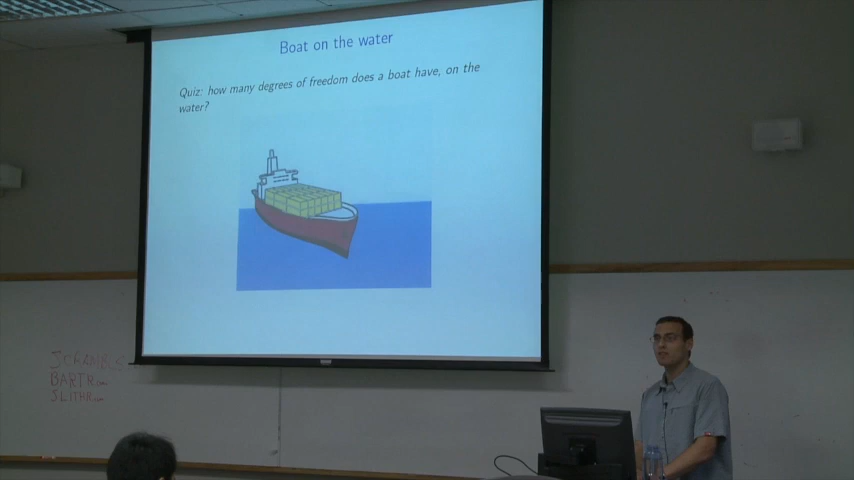 Boat on the water
Quiz: how many degrees of freedom does a boat have, on the
water?